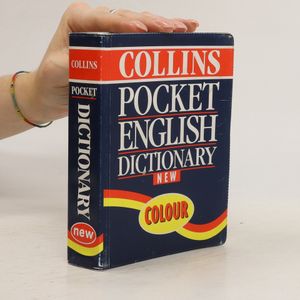 COLLINS
POCKET
DICTIONARY
new
COLLINS
POCKET
ENGLISH
DICTIONARY
NEW
COLOUR